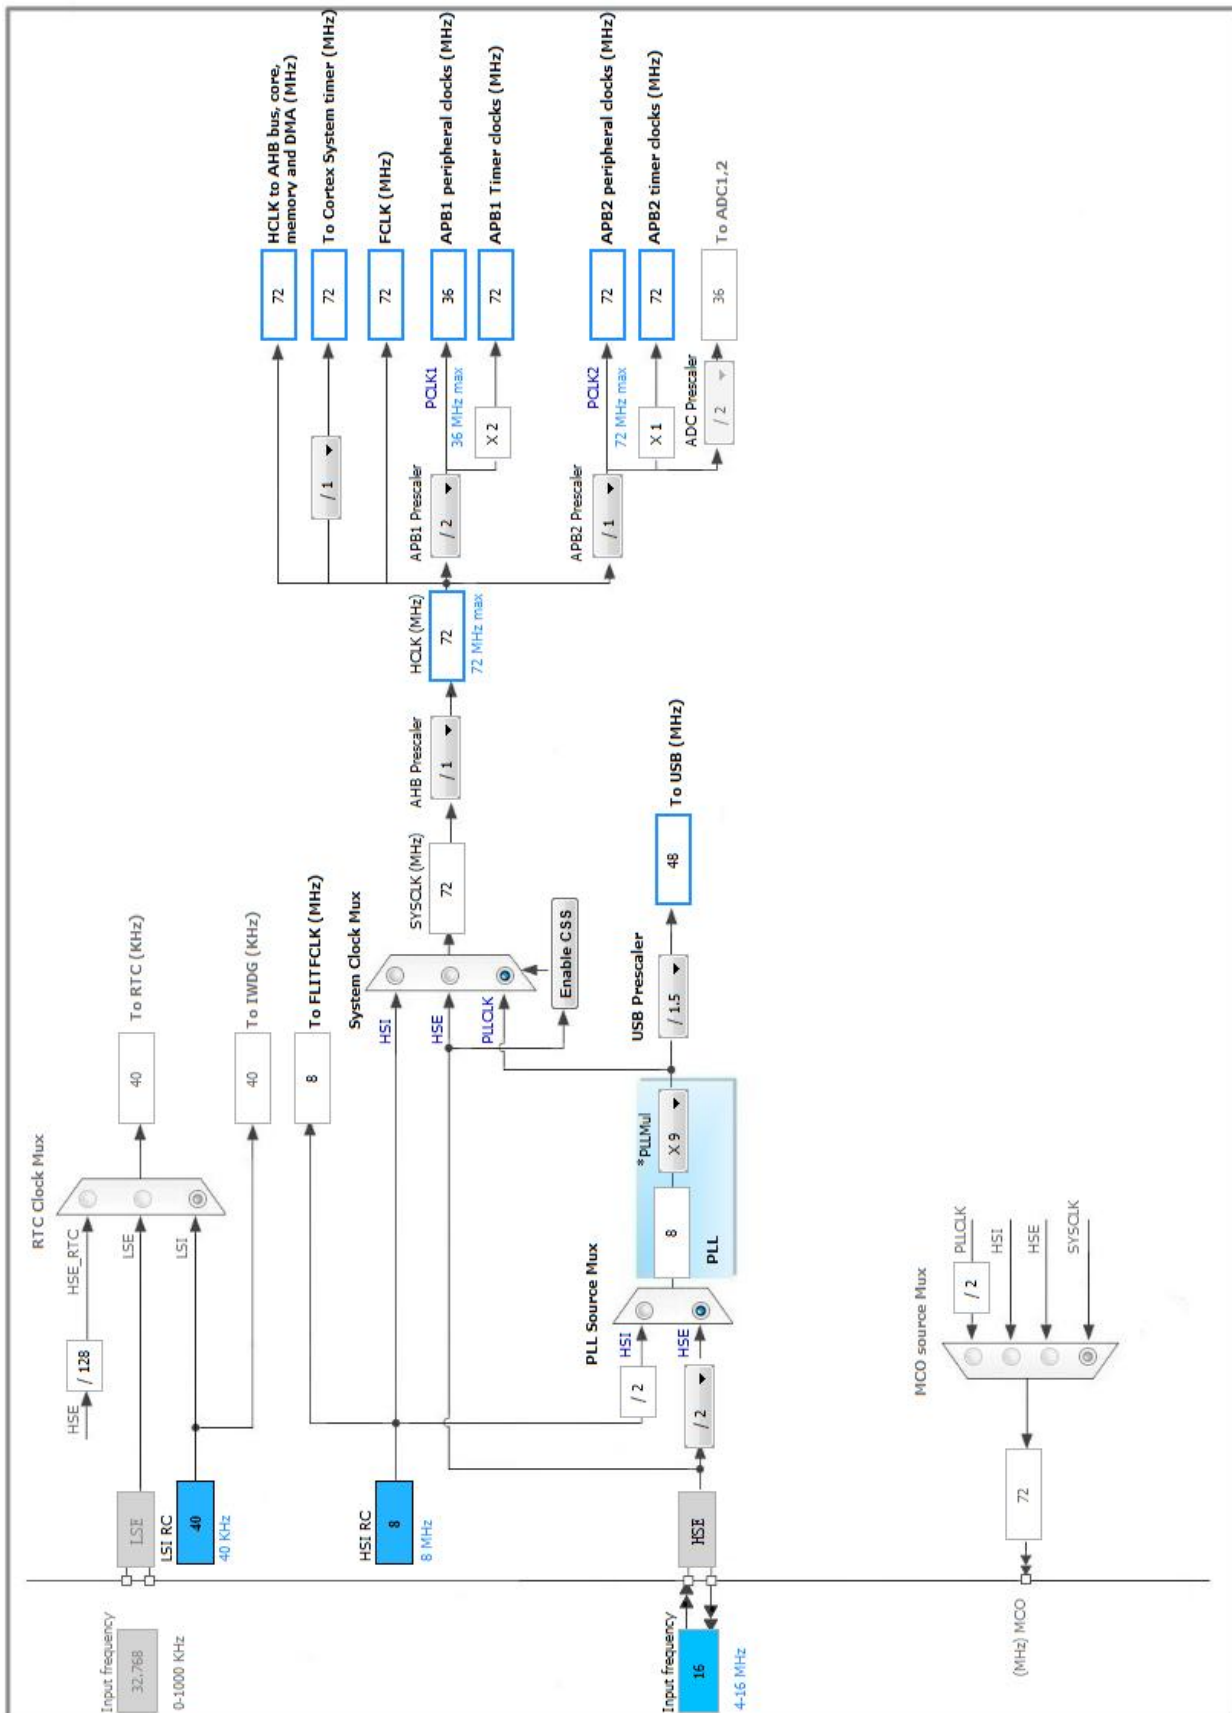 RTC Clock Mux
HSE
/ 128
HSE_RTC
Input frequency
32.768
0-1000 KHz
LSE
LSE
40
To RTC (KHz)
LSI RC
40
40 KHz
LSI
40
To IWDG (KHz)
8
To FLITFCLK (MHz)
HSI RC
8
8 MHz
System Clock Mux
HSI
HSE
PLLCLK
Enable CSS
SYSCLK (MHz)
72
AHB Prescaler
/ 1
HCLK (MHz)
72
72 MHz max
72
HCLK to AHB bus, core,
memory and DMA (MHz)
/ 1
72
To Cortex System timer (MHz)
72
FCLK (MHz)
APB1 Prescaler
/ 2
PCLK1
36 MHz max
36
APB1 peripheral clocks (MHz)
X 2
72
APB1 Timer clocks (MHz)
APB2 Prescaler
/ 1
PCLK2
72 MHz max
72
APB2 peripheral clocks (MHz)
X 1
72
APB2 timer clocks (MHz)
ADC Prescaler
/ 2
36
To ADC1,2
PLL Source Mux
/ 2
HSI
Input frequency
16
4-16 MHz
HSE
/ 2
HSE
8
*PLLMul
X 9
PLL
USB Prescaler
/ 1.5
48
To USB (MHz)
MCO source Mux
(MHz) MCO
72
/ 2
PLLCLK
HSI
HSE
SYSCLK